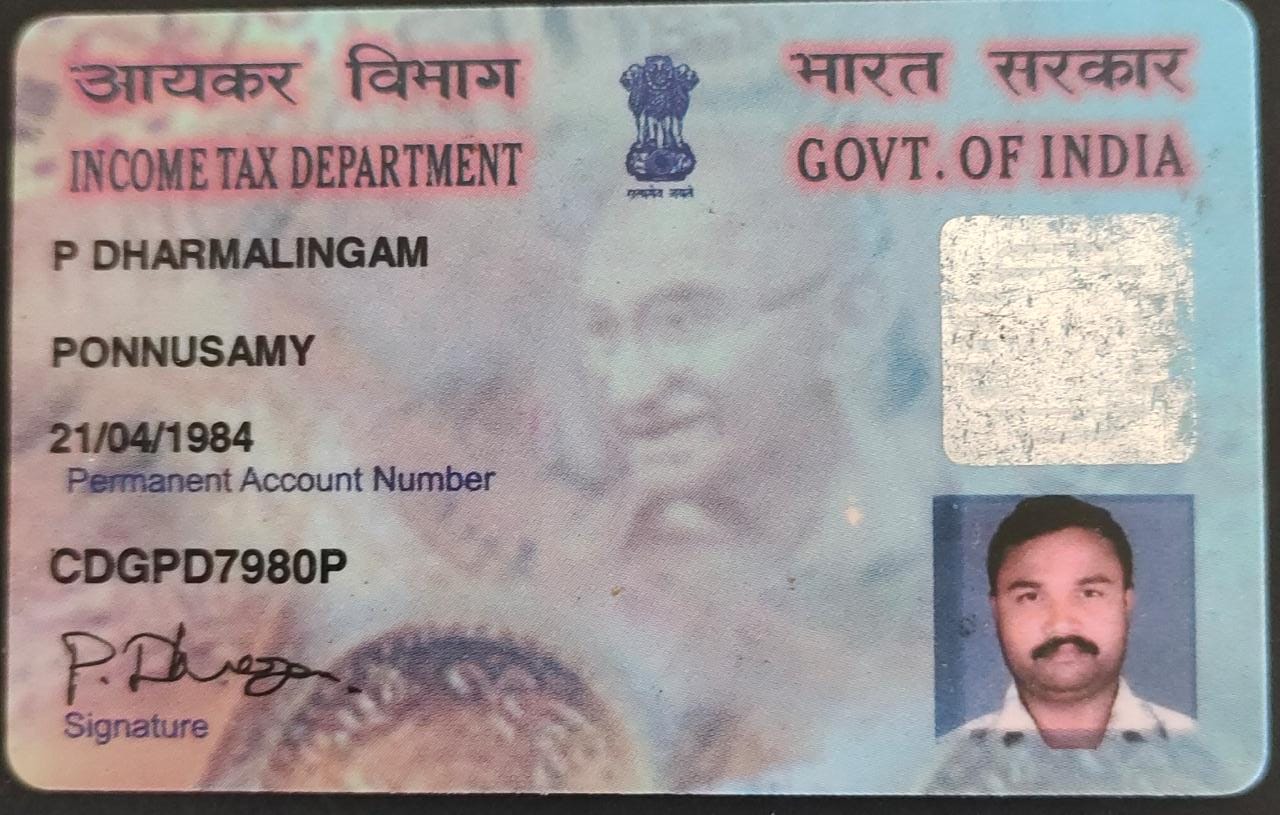 आयकर विभाग
भारत सरकार
INCOME TAX DEPARTMENT
GOVT. OF INDIA
सत्यमेव जयते
P DHARMALINGAM
PONNUSAMY
21/04/1984
Permanent Account Number
CDGPD7980P
Signature